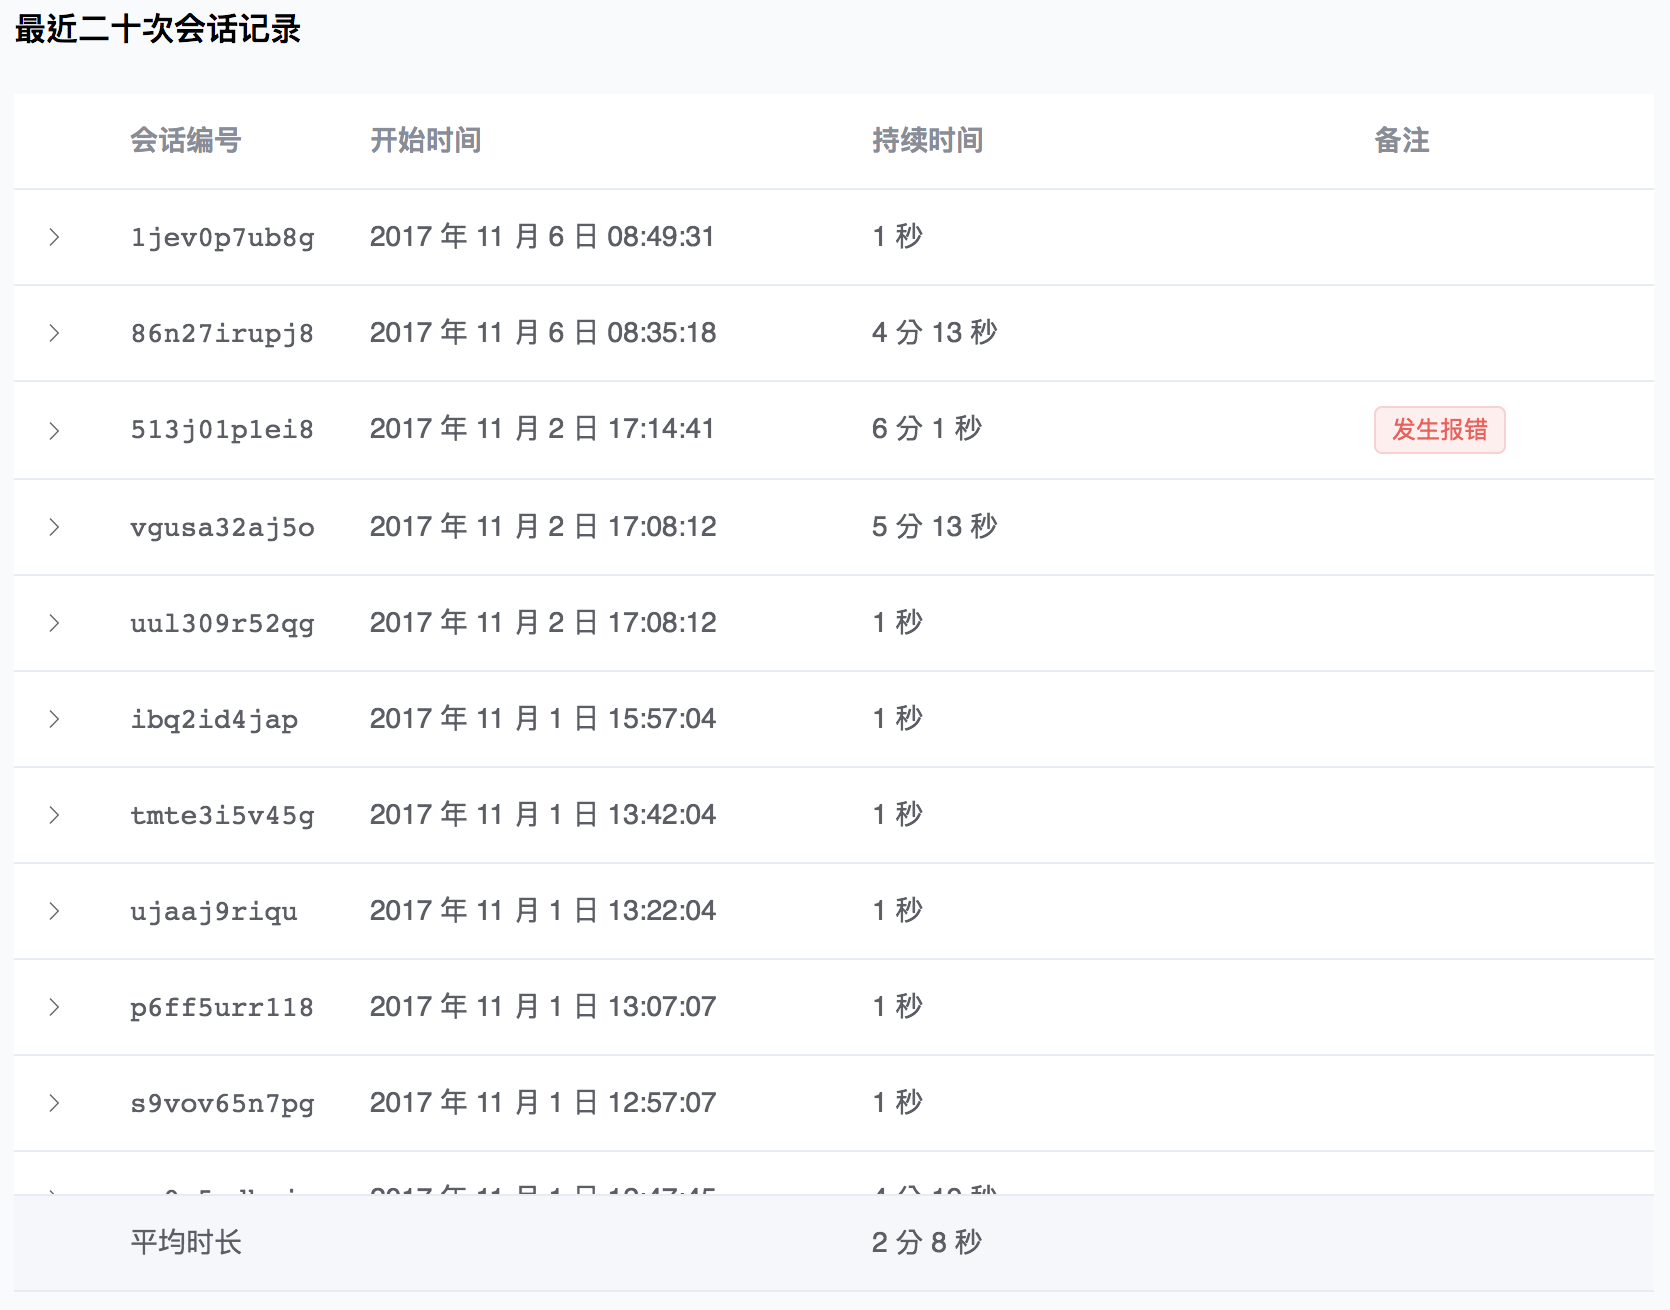 最近二十次会话记录
会话编号 开始时间 持续时间 备注
1jev0p7ub8g 2017 年 11 月 6 日 08:49:31 1 秒
86n27irupj8 2017 年 11 月 6 日 08:35:18 4 分 13 秒
513j01p1ei8 2017 年 11 月 2 日 17:14:41 6 分 1 秒 发生报错
vgusa32aj5o 2017 年 11 月 2 日 17:08:12 5 分 13 秒
uul309r52qg 2017 年 11 月 2 日 17:08:12 1 秒
ibq2id4jap 2017 年 11 月 1 日 15:57:04 1 秒
tmte3i5v45g 2017 年 11 月 1 日 13:42:04 1 秒
ujaaj9riqu 2017 年 11 月 1 日 13:22:04 1 秒
p6ff5urr118 2017 年 11 月 1 日 13:07:07 1 秒
s9vov65n7pg 2017 年 11 月 1 日 12:57:07 1 秒
2017 年 11 月 1 日
平均时长 2 分 8 秒